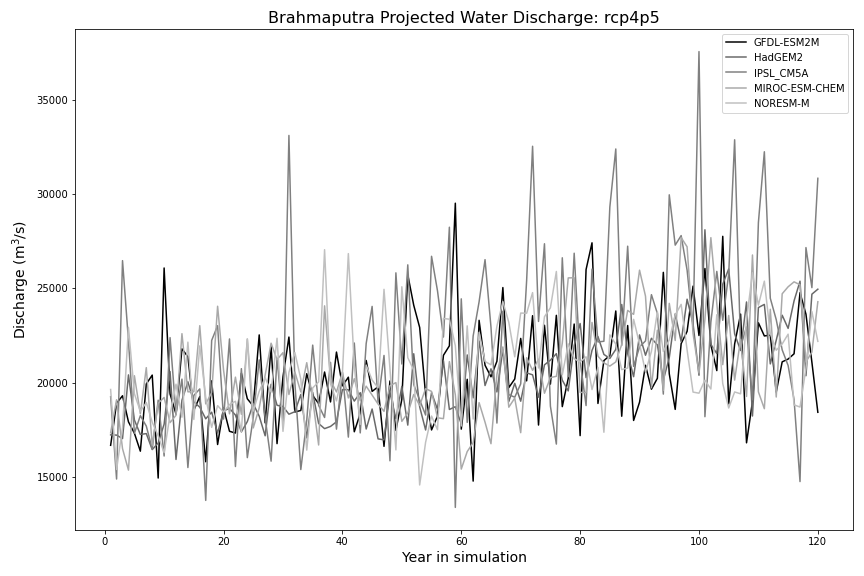 Brahmaputra Projected Water Discharge: rcp4p5
GFDL-ESM2M
HadGEM2
IPSL_CM5A
MIROC-ESM-CHEM
NORESM-M
35000
30000
25000
20000
15000
Discharge (m³/s)
0 20 40 60 80 100 120
Year in simulation